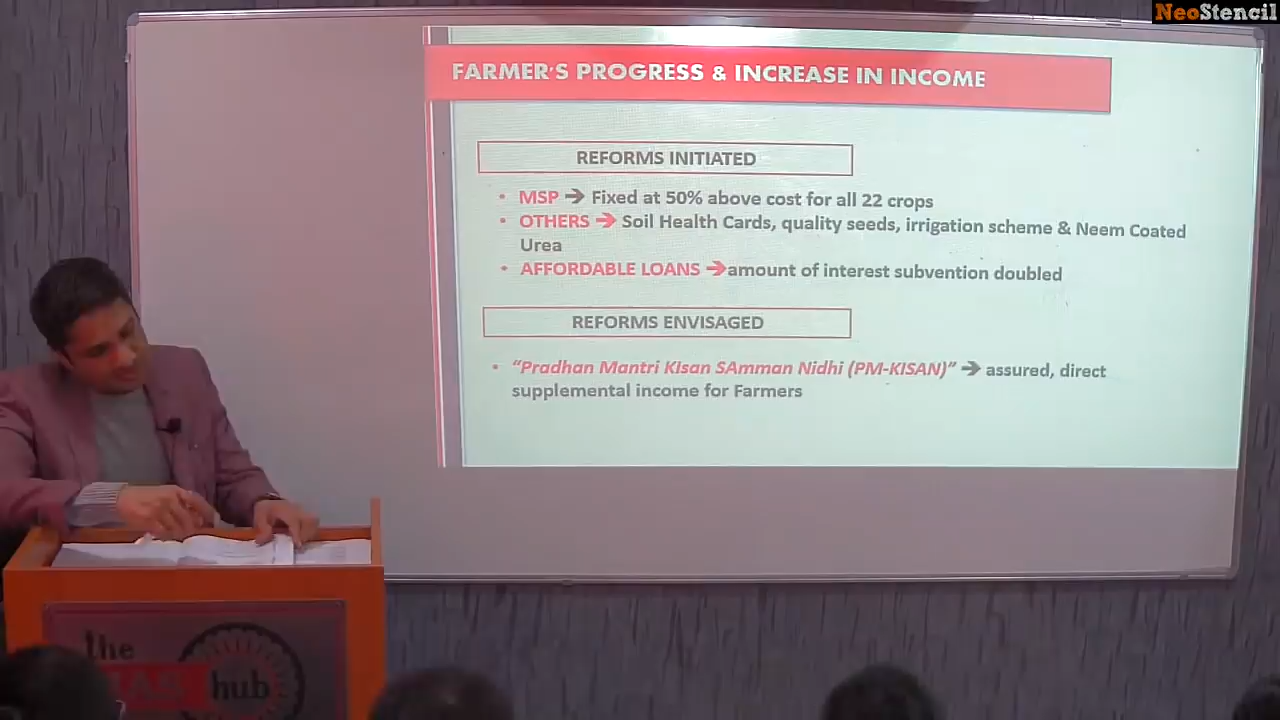 NeoStencil
FARMER'S PROGRESS & INCREASE IN INCOME
REFORMS INITIATED
• MSP → Fixed at 50% above cost for all 22 crops
• OTHERS → Soil Health Cards, quality seeds, irrigation scheme & Neem Coated
Urea
• AFFORDABLE LOANS →amount of interest subvention doubled
REFORMS ENVISAGED
• "Pradhan Mantri KIsan SAmman Nidhi (PM-KISAN)" → assured, direct
supplemental income for Farmers
the
hub